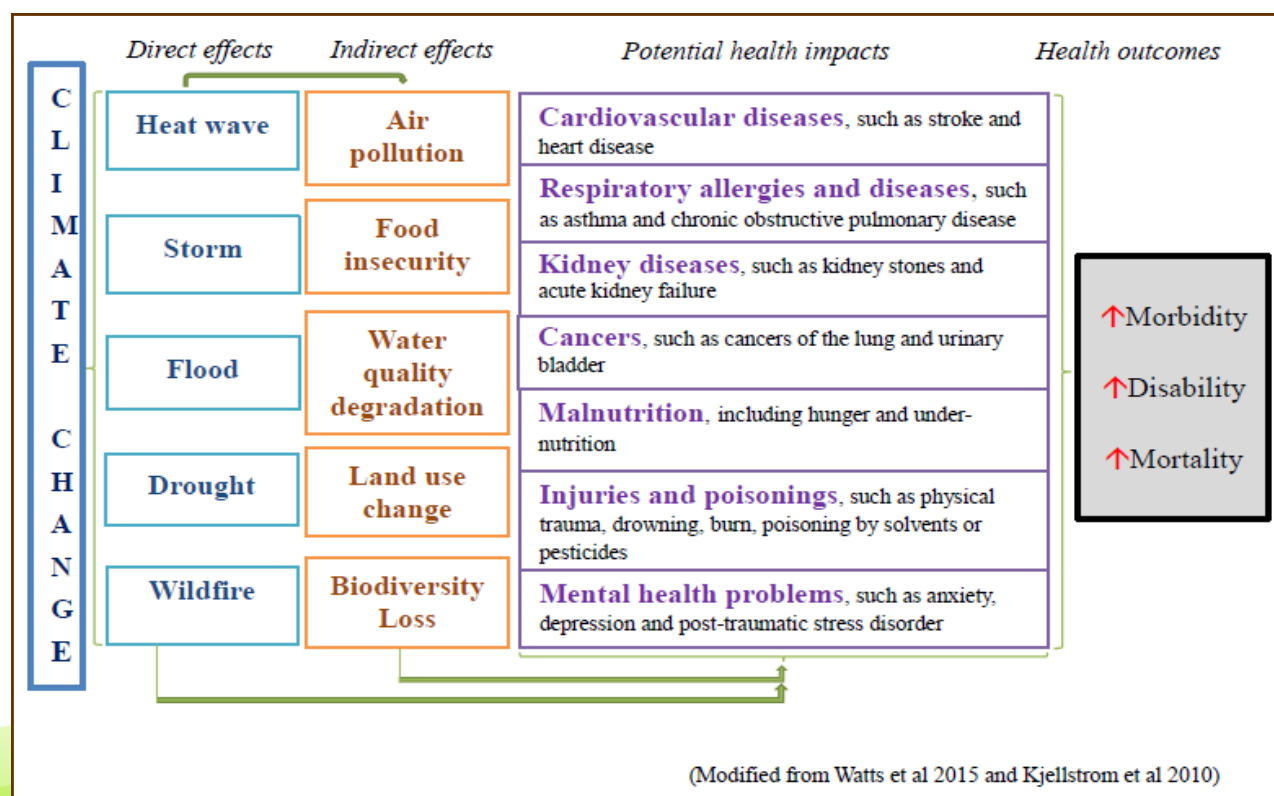 Direct effects
Indirect effects
Potential health impacts
Health outcomes
C
L
I
M
A
T
E
C
H
A
N
G
E
Heat wave
Storm
Flood
Drought
Wildfire
Air
pollution
Food
insecurity
Water
quality
degradation
Land use
change
Biodiversity
Loss
Cardiovascular diseases, such as stroke and
heart disease
Respiratory allergies and diseases, such
as asthma and chronic obstructive pulmonary disease
Kidney diseases, such as kidney stones and
acute kidney failure
Cancers, such as cancers of the lung and urinary
bladder
Malnutrition, including hunger and under-
nutrition
Injuries and poisonings, such as physical
trauma, drowning, burn, poisoning by solvents or
pesticides
Mental health problems, such as anxiety,
depression and post-traumatic stress disorder
↑Morbidity
↑Disability
↑Mortality
(Modified from Watts et al 2015 and Kjellstrom et al 2010)